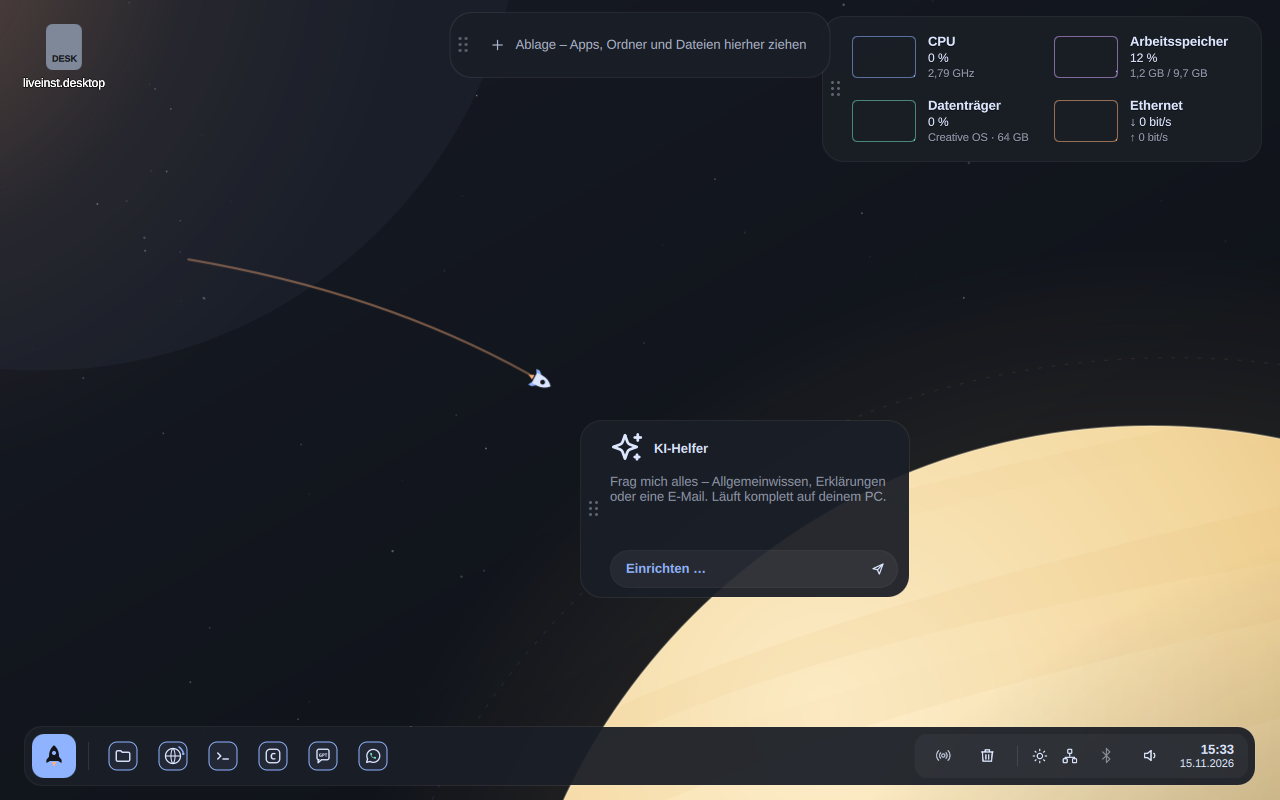 DESK
liveinst.desktop
Ablage – Apps, Ordner und Dateien hierher ziehen
CPU
0 %
2,79 GHz
Arbeitsspeicher
12 %
1,2 GB / 9,7 GB
Datenträger
0 %
Creative OS · 64 GB
Ethernet
↓ 0 bit/s
↑ 0 bit/s
KI-Helfer
Frag mich alles – Allgemeinwissen, Erklärungen
oder eine E-Mail. Läuft komplett auf deinem PC.
Einrichten …
C
GPT
15:33
15.11.2026